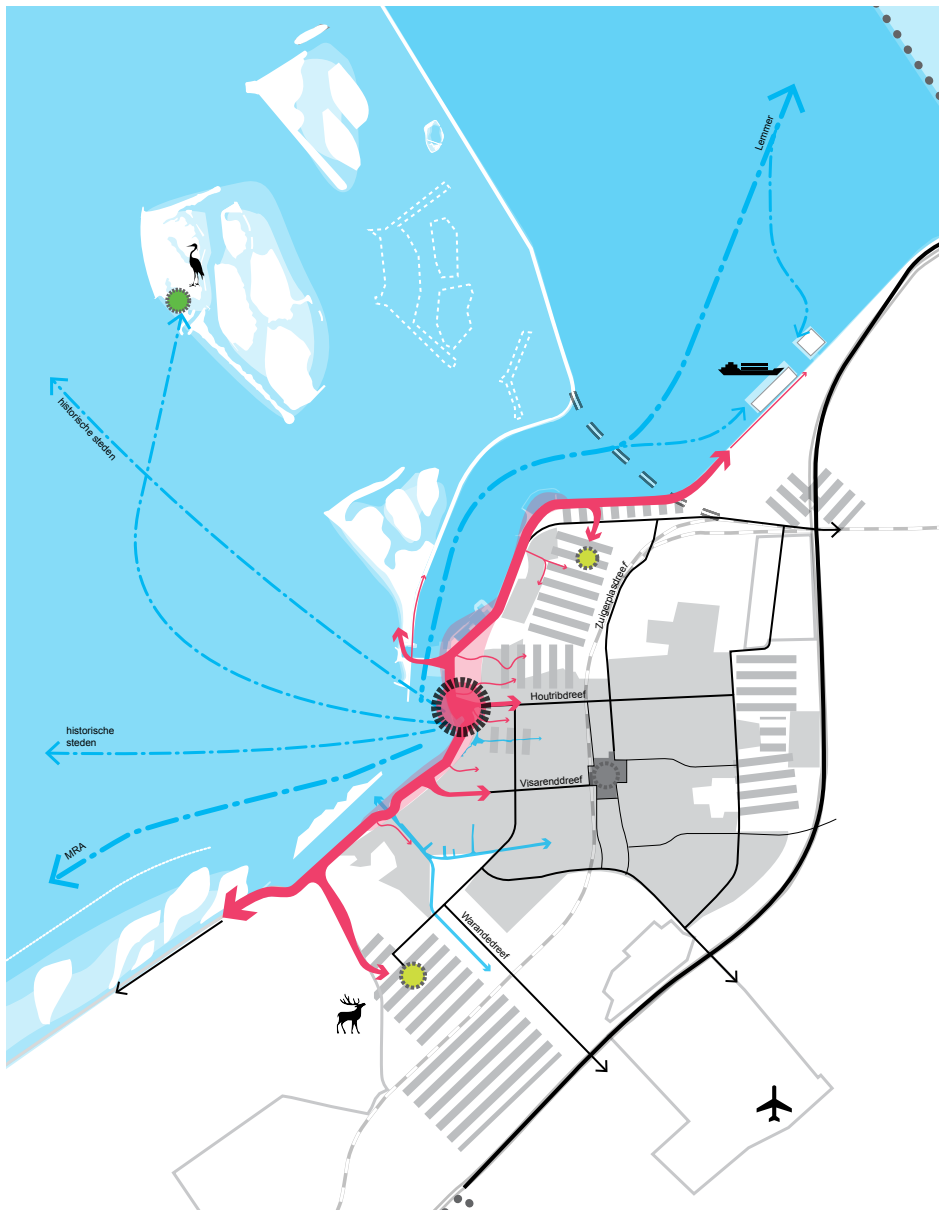 Lemmer
historische steden
Zuigerplasdreef
Houtribdreef
historische
steden
Visarenddreef
MRA
Warandedreef